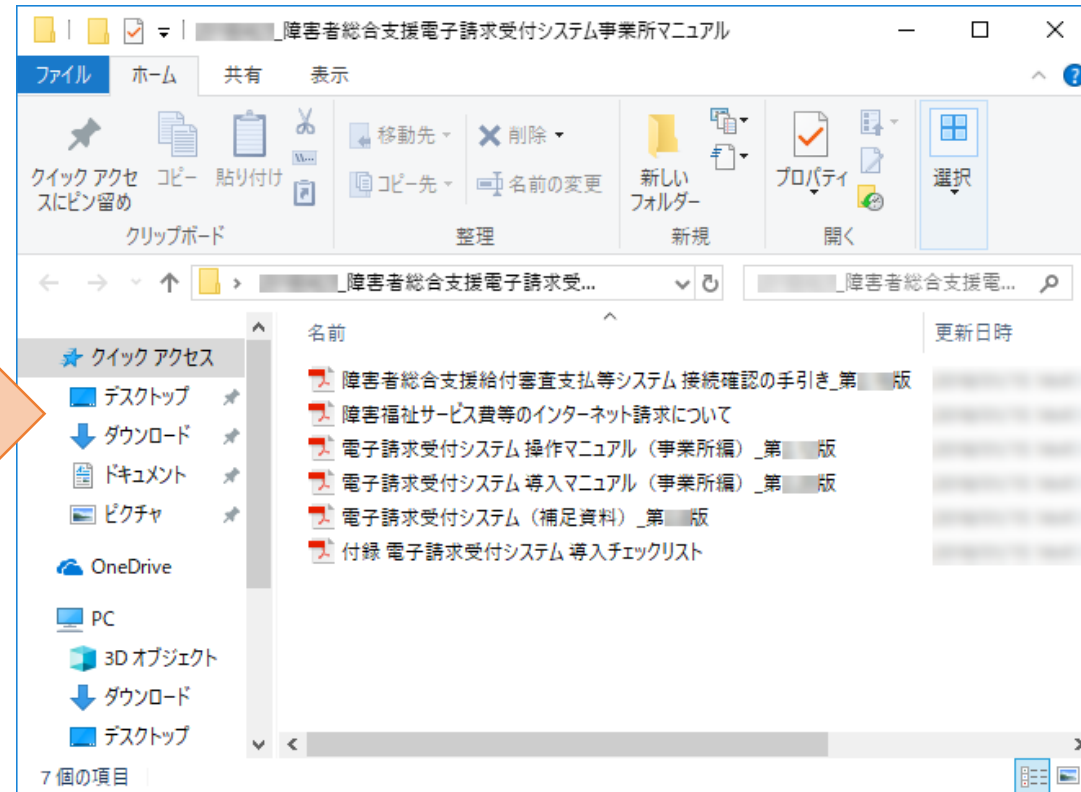 _障害者総合支援電子請求受付システム事業所マニュアル
ファイル ホーム 共有 表示
クイック アクセスにピン留め
コピー
貼り付け
移動先
コピー先
削除
名前の変更
新しいフォルダー
プロパティ
選択
クリップボード 整理 新規 開く
_障害者総合支援電子請求受...
_障害者総合支援電...
名前 更新日時
クイック アクセス
デスクトップ
ダウンロード
ドキュメント
ピクチャ
OneDrive
PC
3D オブジェクト
ダウンロード
デスクトップ
障害者総合支援給付審査支払等システム 接続確認の手引き_第 版
障害福祉サービス費等のインターネット請求について
電子請求受付システム 操作マニュアル（事業所編）_第 版
電子請求受付システム 導入マニュアル（事業所編）_第 版
電子請求受付システム（補足資料）_第 版
付録 電子請求受付システム 導入チェックリスト
7 個の項目